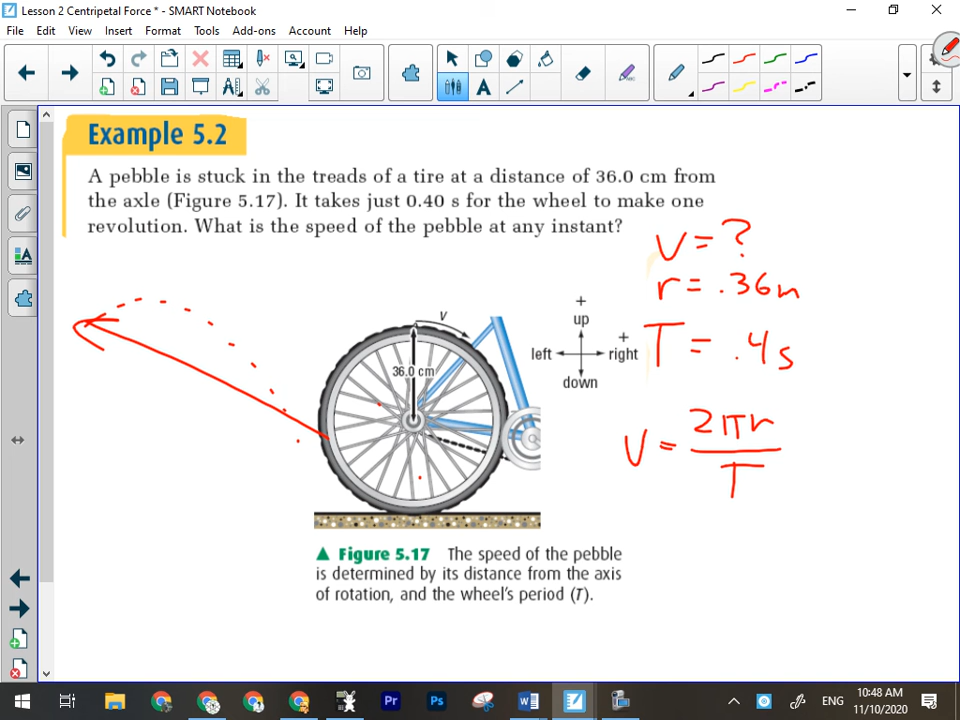 Lesson 2 Centripetal Force * - SMART Notebook
File Edit View Insert Format Tools Add-ons Account Help
Example 5.2
A pebble is stuck in the treads of a tire at a distance of 36.0 cm from
the axle (Figure 5.17). It takes just 0.40 s for the wheel to make one
revolution. What is the speed of the pebble at any instant?
v = ?
r = .36m
T = .4s
v = 2πr
T
v
36.0 cm
+
up
+
left right
down
▲ Figure 5.17 The speed of the pebble
is determined by its distance from the axis
of rotation, and the wheel's period (T).
A
A
Pr
Ps
W
ENG
10:48 AM
11/10/2020